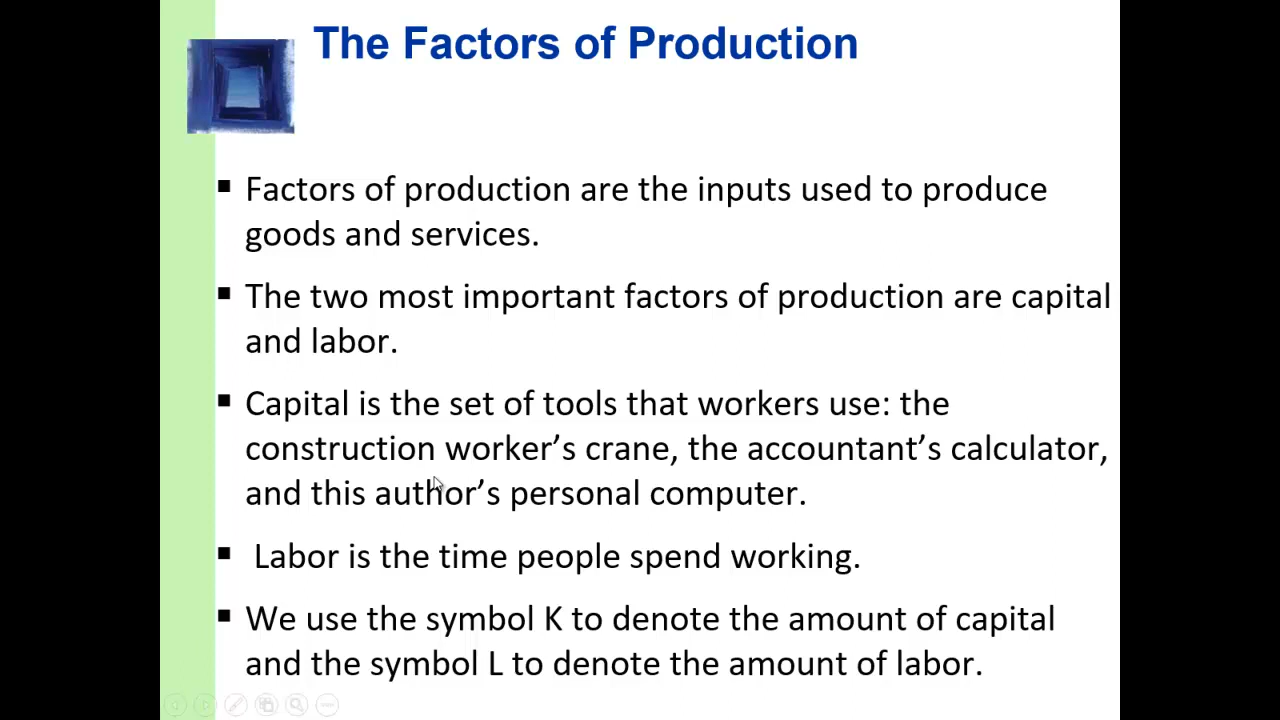 The Factors of Production
▪ Factors of production are the inputs used to produce
goods and services.
▪ The two most important factors of production are capital
and labor.
▪ Capital is the set of tools that workers use: the
construction worker’s crane, the accountant’s calculator,
and this author’s personal computer.
▪ Labor is the time people spend working.
▪ We use the symbol K to denote the amount of capital
and the symbol L to denote the amount of labor.